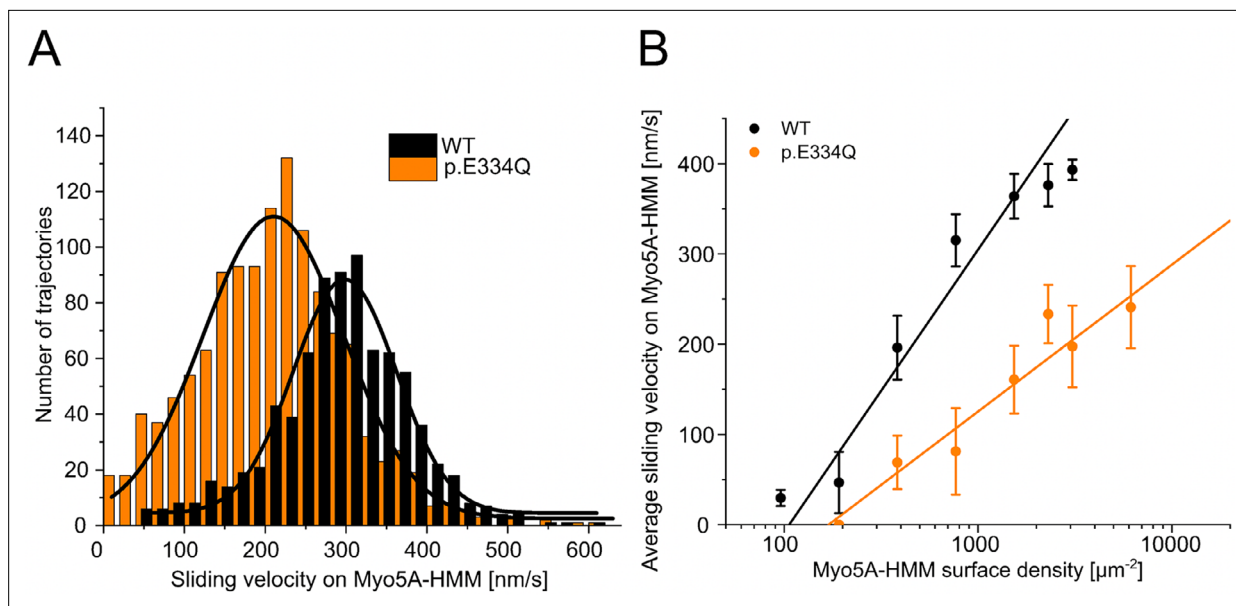 A
Number of trajectories
140
120
100
80
60
40
20
0
WT
p.E334Q
0 100 200 300 400 500 600
Sliding velocity on Myo5A-HMM [nm/s]
B
Average sliding velocity on Myo5A-HMM [nm/s]
400
300
200
100
0
WT
p.E334Q
100 1000 10000
Myo5A-HMM surface density [µm⁻²]